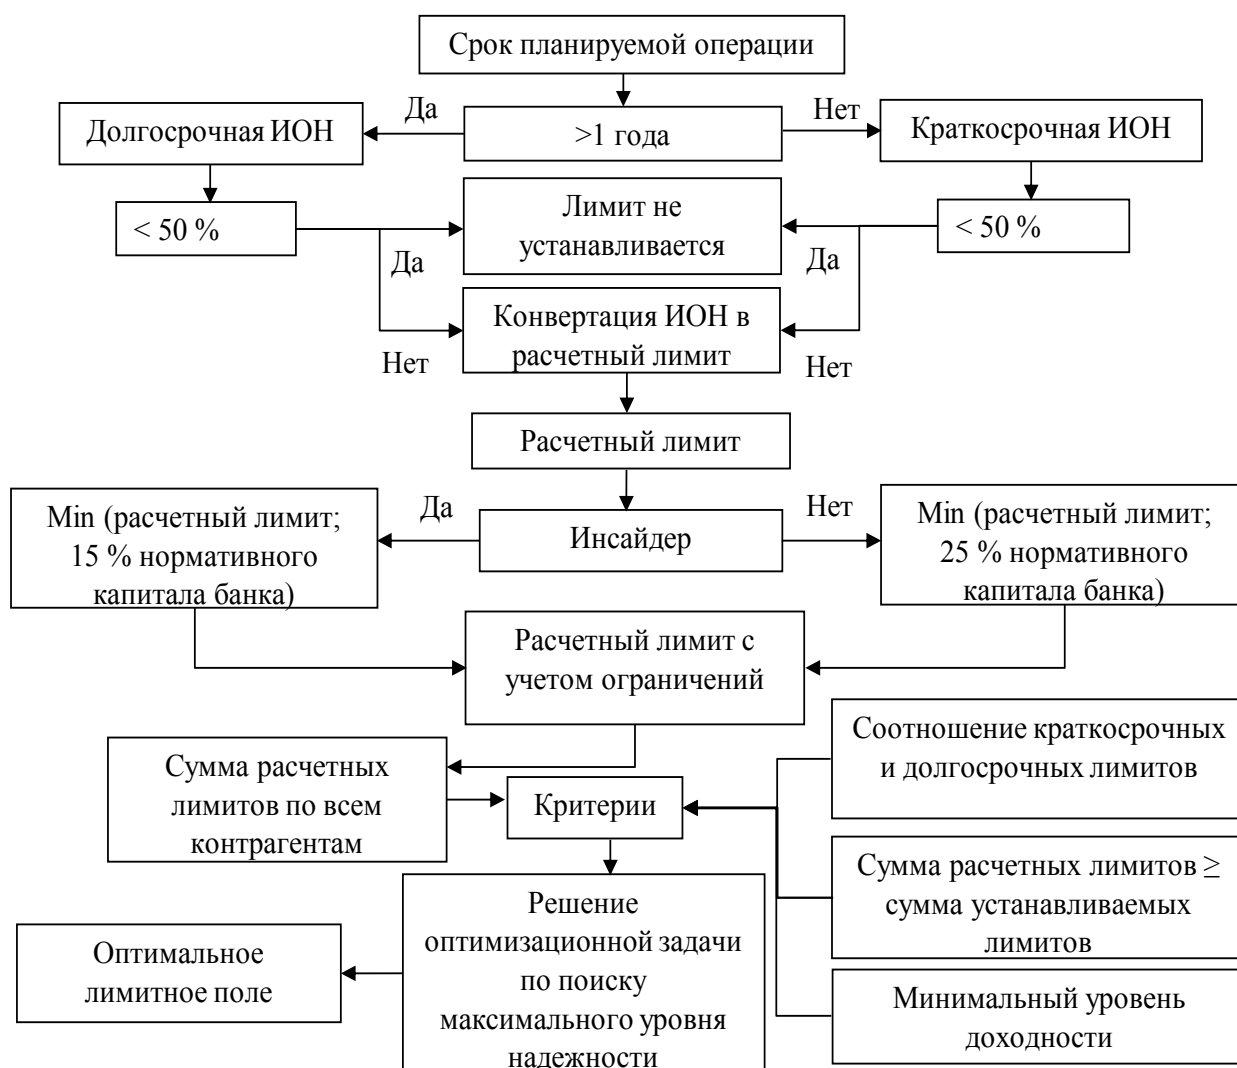 Срок планируемой операции
Да
Нет
Долгосрочная ИОН
>1 года
Краткосрочная ИОН
< 50 %
Лимит не
устанавливается
< 50 %
Да
Да
Конвертация ИОН в
расчетный лимит
Нет
Нет
Расчетный лимит
Min (расчетный лимит;
15 % нормативного
капитала банка)
Да
Инсайдер
Нет
Min (расчетный лимит;
25 % нормативного
капитала банка)
Расчетный лимит с
учетом ограничений
Соотношение краткосрочных
и долгосрочных лимитов
Сумма расчетных
лимитов по всем
контрагентам
Критерии
Сумма расчетных лимитов ≥
сумма устанавливаемых
лимитов
Решение
оптимизационной задачи
по поиску
максимального уровня
надежности
Оптимальное
лимитное поле
Минимальный уровень
доходности